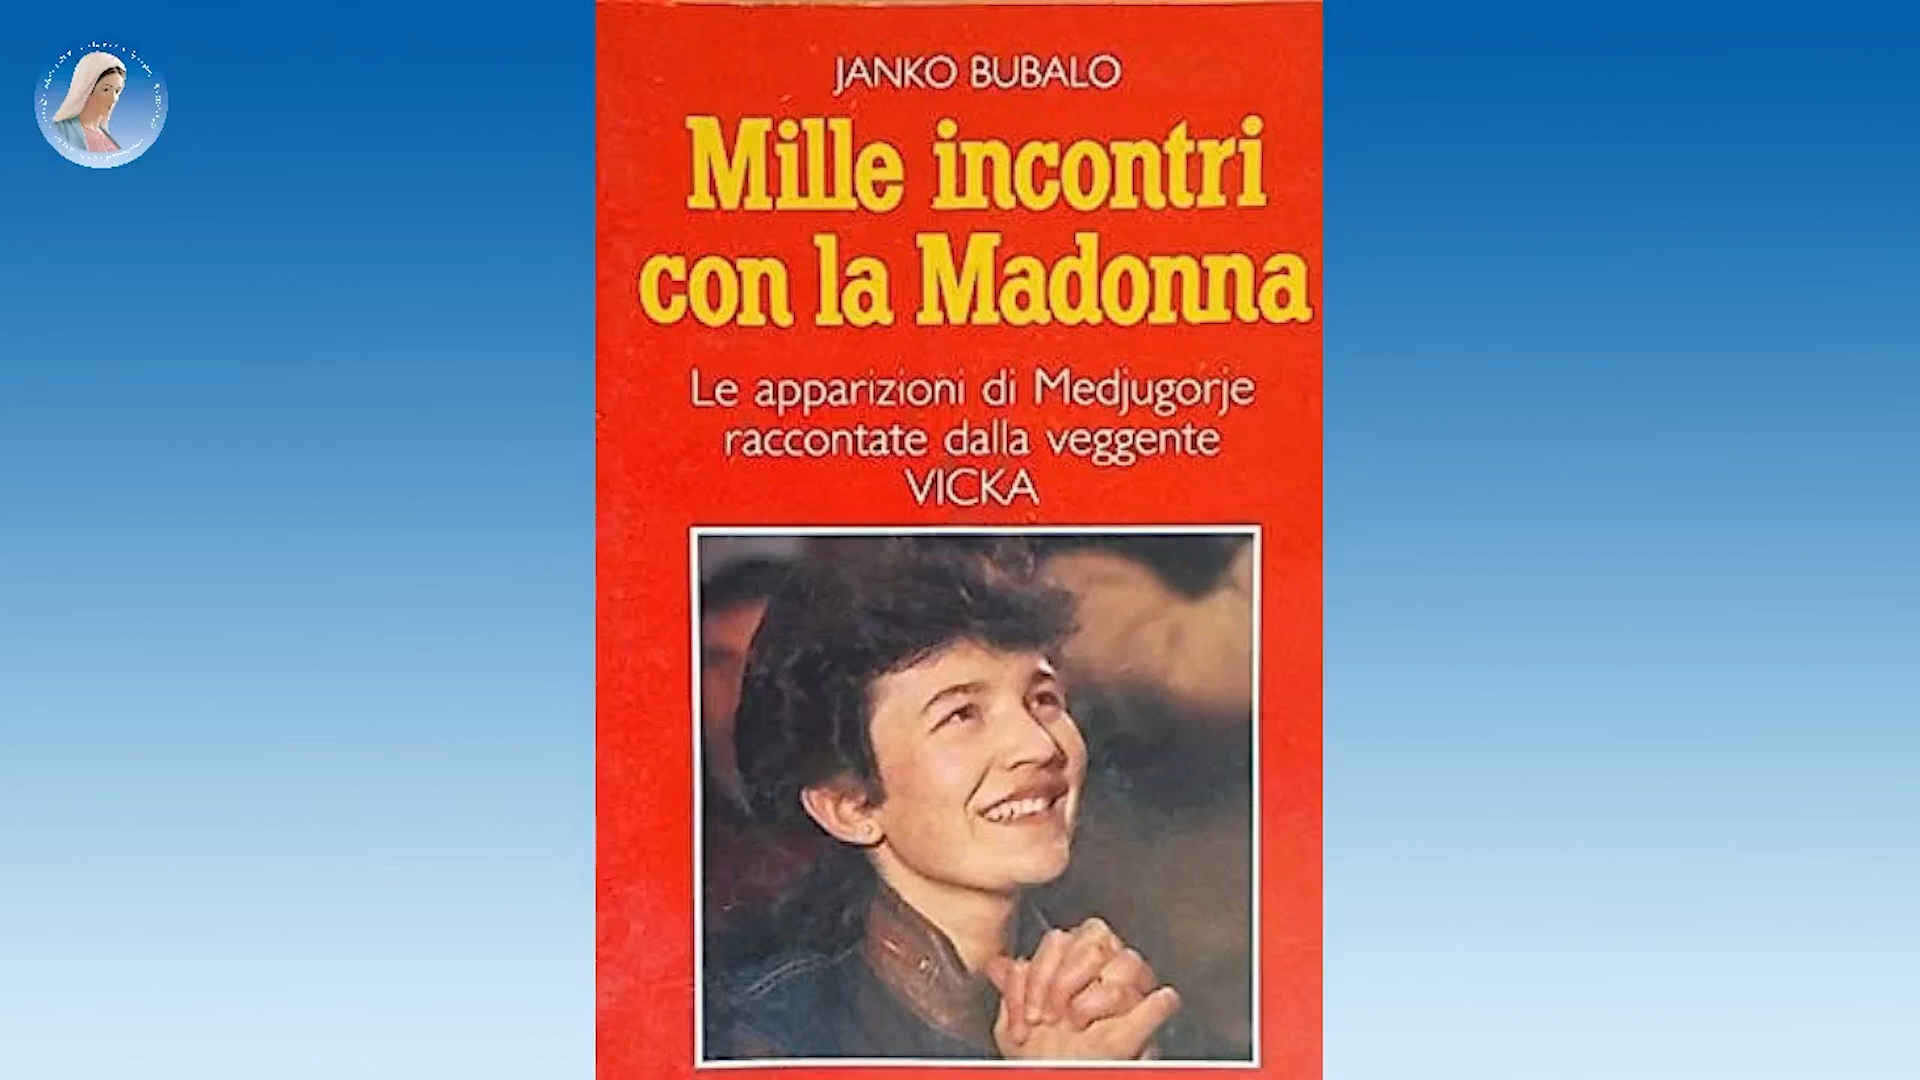 JANKO BUBALO
Mille incontri
con la Madonna
Le apparizioni di Medjugorje
raccontate dalla veggente
VICKA